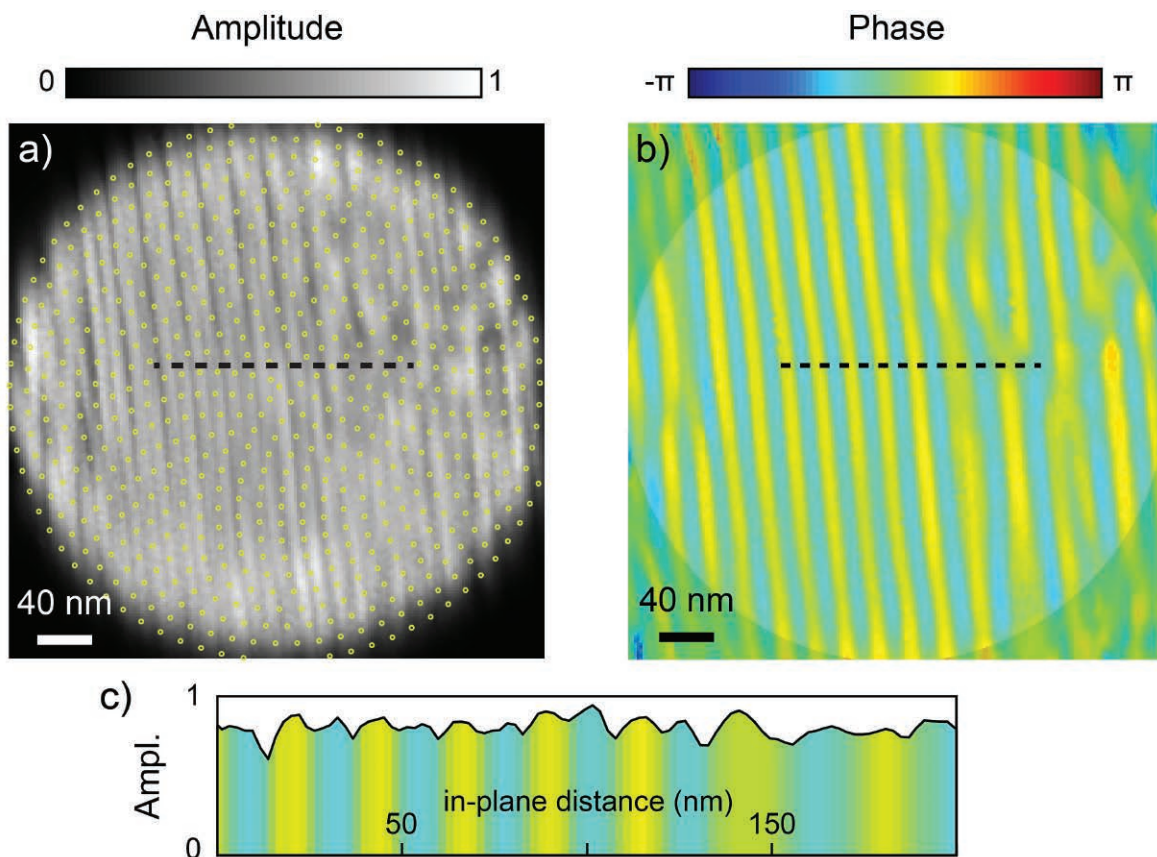 Amplitude
Phase
0
1
-π
π
a)
b)
40 nm
40 nm
c)
1
Ampl.
in-plane distance (nm)
50
150
0